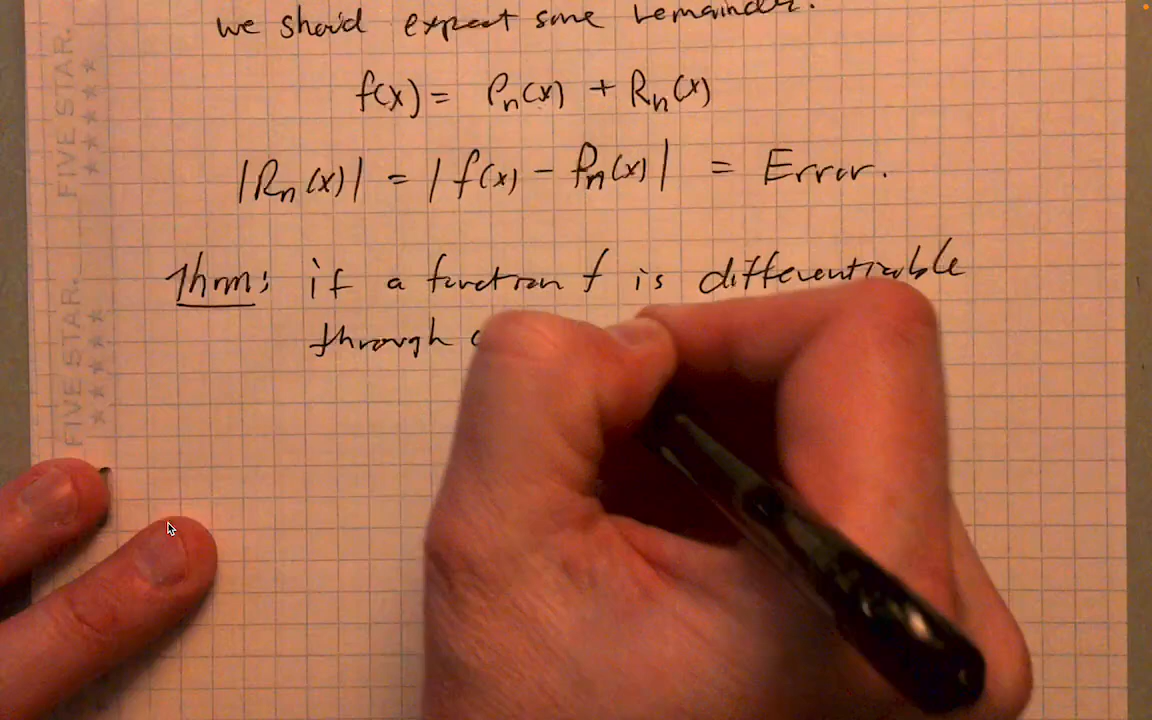 we should expect some remainder.
f(x) = Pn(x) + Rn(x)
|Rn(x)| = |f(x) - Pn(x)| = Error.
Thm: if a function f is differentiable
through
FIVE STAR.
FIVE STAR.